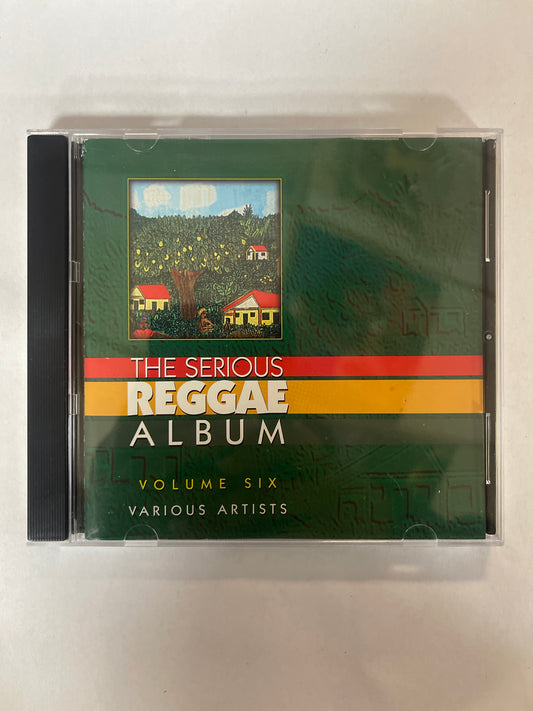 THE SERIOUS
REGGAE
ALBUM
VOLUME SIX
VARIOUS ARTISTS